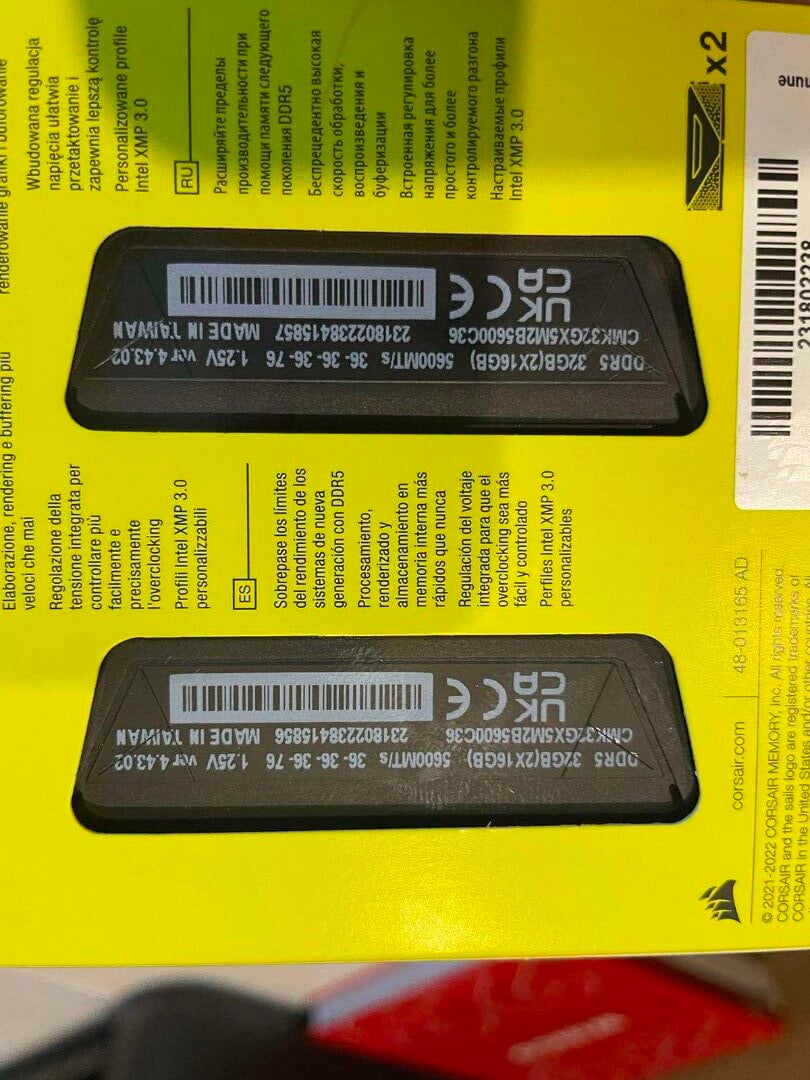 Elaborazione, rendering e buffering più
veloci che mai
Regolazione della
tensione integrata per
controllare più
facilmente e
precisamente
l'overclocking
Profili Intel XMP 3.0
personalizzabili
ES
Sobrepase los límites
del rendimiento de los
sistemas de nueva
generación con DDR5
Procesamiento,
renderizado y
almacenamiento en
memoria interna más
rápidos que nunca
Regulación del voltaje
integrada para que el
overclocking sea más
fácil y controlado
Perfiles Intel XMP 3.0
personalizables
Wbudowana regulacja
napięcia ułatwia
przetaktowanie i
zapewnia lepszą kontrolę
Personalizowane profile
Intel XMP 3.0
RU
Расширяйте пределы
производительности при
помощи памяти следующего
поколения DDR5
Беспрецедентно высокая
скорость обработки,
воспроизведения и
буферизации
Встроенная регулировка
напряжения для более
простого и более
контролируемого разгона
Настраиваемые профили
Intel XMP 3.0
DDR5 32GB(2X16GB) 5600MT/s 36-36-36-76 1.25V ver 4.43.02
CMK32GX5M2B5600C36 231802238415856 MADE IN TAIWAN
UK
CA
CE
DDR5 32GB(2X16GB) 5600MT/s 36-36-36-76 1.25V ver 4.43.02
CMK32GX5M2B5600C36 231802238415857 MADE IN TAIWAN
UK
CA
CE
x2
corsair.com | 48-013165 AD
© 2021-2022 CORSAIR MEMORY, Inc. All rights reserved.
CORSAIR and the sails logo are registered trademarks of
CORSAIR in the United States and/or other
231802238